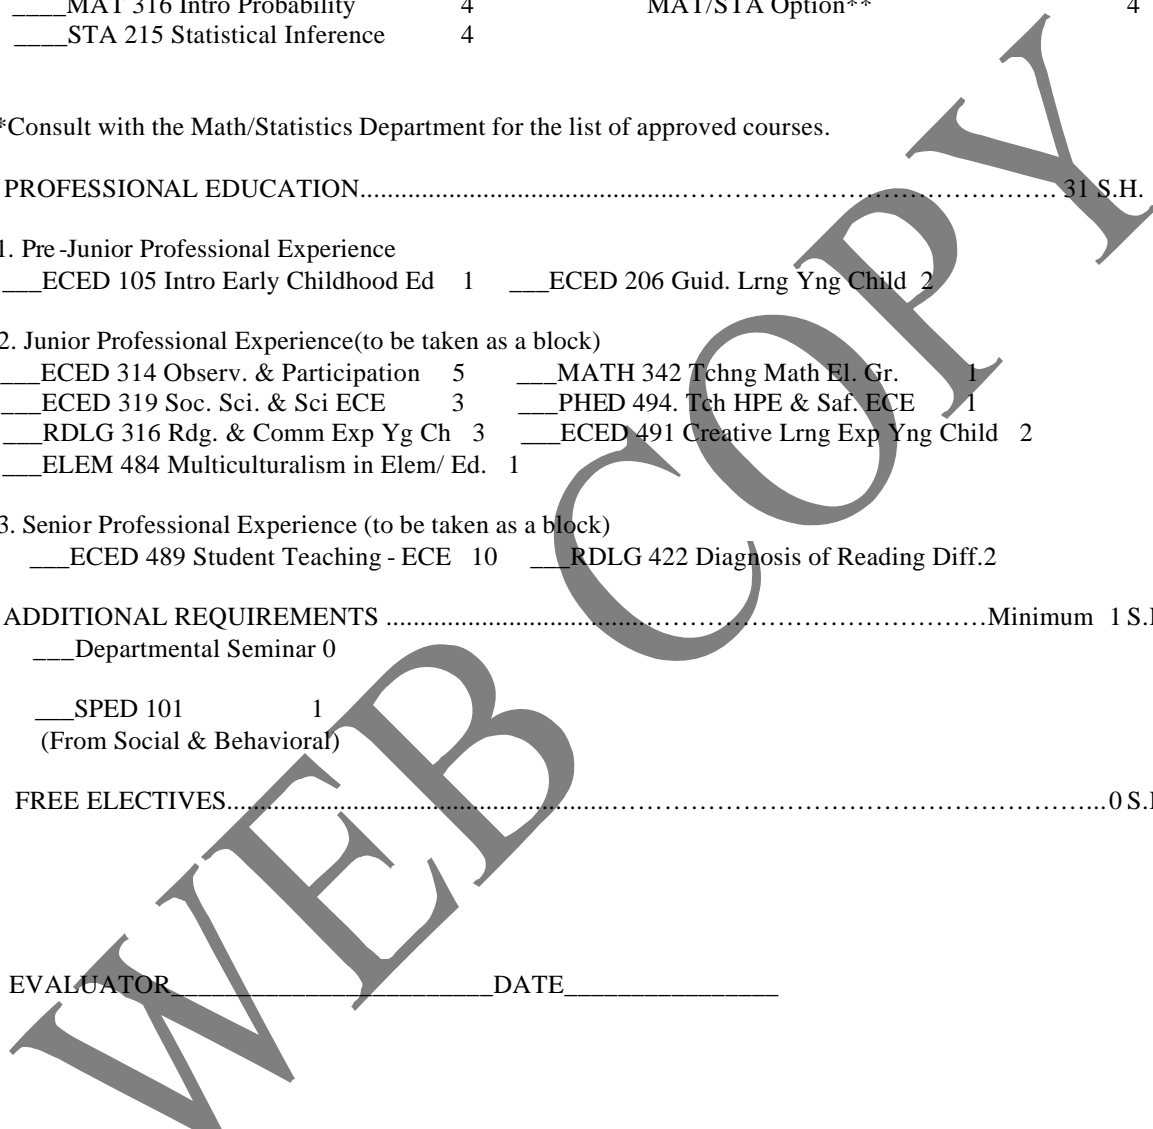 ____MAT 316 Intro Probability 4 MAT/STA Option** 4
____STA 215 Statistical Inference 4
*Consult with the Math/Statistics Department for the list of approved courses.
PROFESSIONAL EDUCATION................................................…………………………………………. 31 S.H.
1. Pre-Junior Professional Experience
___ECED 105 Intro Early Childhood Ed 1 ___ECED 206 Guid. Lrng Yng Child 2
2. Junior Professional Experience(to be taken as a block)
___ECED 314 Observ. & Participation 5 ___MATH 342 Tchng Math El. Gr. 1
___ECED 319 Soc. Sci. & Sci ECE 3 ___PHED 494. Tch HPE & Saf. ECE 1
___RDLG 316 Rdg. & Comm Exp Yg Ch 3 ___ECED 491 Creative Lrng Exp Yng Child 2
___ELEM 484 Multiculturalism in Elem/ Ed. 1
3. Senior Professional Experience (to be taken as a block)
___ECED 489 Student Teaching - ECE 10 ___RDLG 422 Diagnosis of Reading Diff.2
ADDITIONAL REQUIREMENTS .......................................………………………………………Minimum 1 S.H
___Departmental Seminar 0
___SPED 101 1
(From Social & Behavioral)
FREE ELECTIVES.........................................................………………………………………………...0 S.H
EVALUATOR________________________DATE________________
WEB COPY